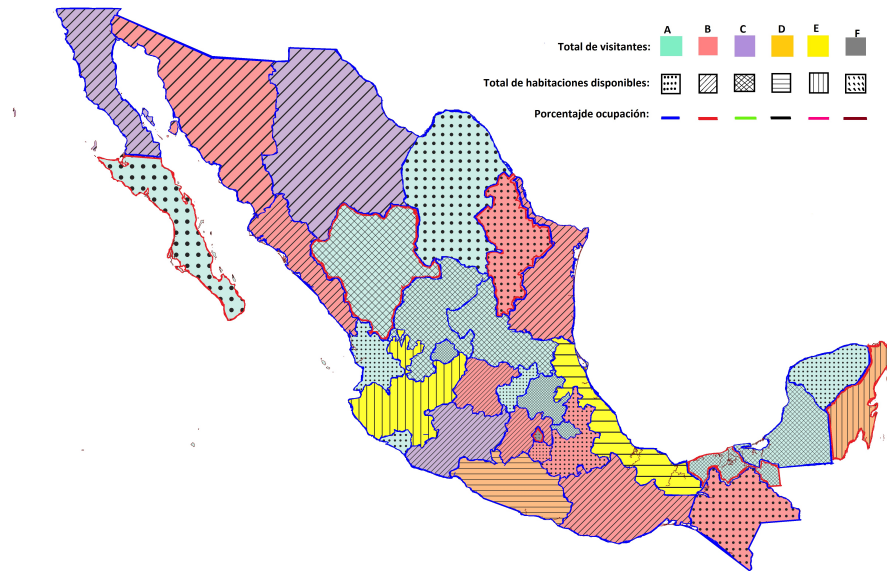 A B C D E F
Total de visitantes:
Total de habitaciones disponibles:
Porcentajde ocupación: